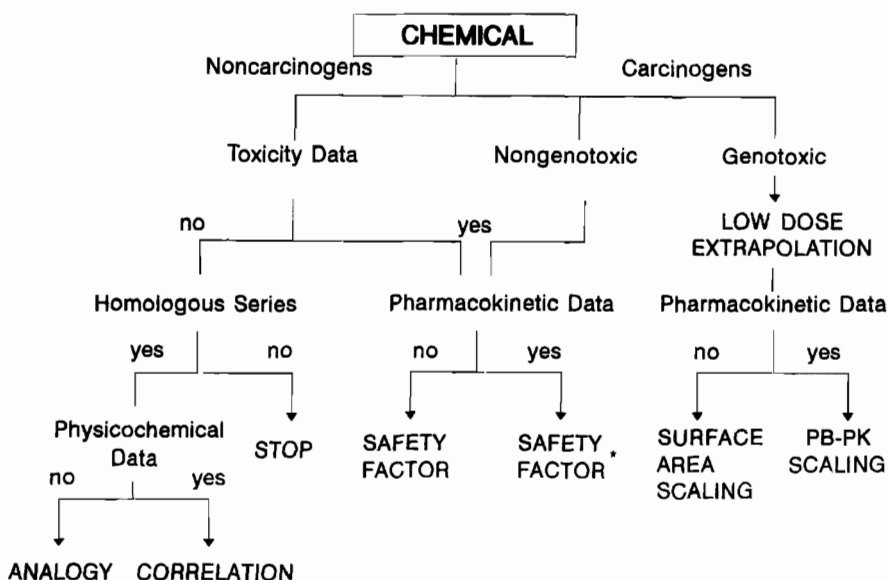 CHEMICAL
Noncarcinogens Carcinogens
Toxicity Data Nongenotoxic Genotoxic
no yes LOW DOSE
EXTRAPOLATION
Homologous Series Pharmacokinetic Data Pharmacokinetic Data
yes no no yes no yes
Physicochemical
Data
STOP
SAFETY
FACTOR
SAFETY
FACTOR*
SURFACE
AREA
SCALING
PB-PK
SCALING
no yes
ANALOGY CORRELATION